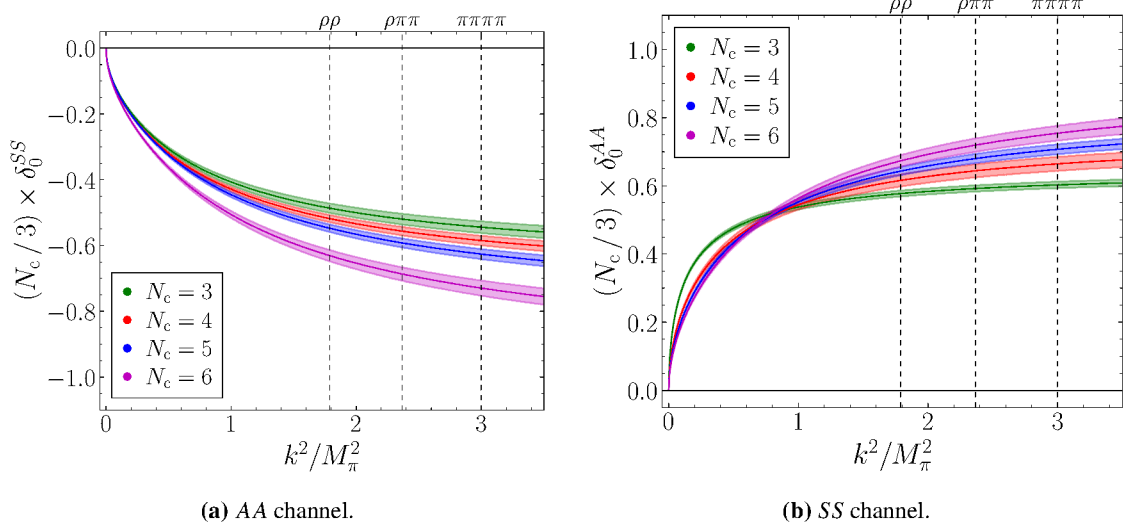 ρρ ρππ ππππ
(N_c / 3) × δ_0^{SS}
0.0
−0.2
−0.4
−0.6
−0.8
−1.0
N_c = 3
N_c = 4
N_c = 5
N_c = 6
0 1 2 3
k²/M_π²
(a) AA channel.
ρρ ρππ ππππ
(N_c / 3) × δ_0^{AA}
1.0
0.8
0.6
0.4
0.2
0.0
N_c = 3
N_c = 4
N_c = 5
N_c = 6
0 1 2 3
k²/M_π²
(b) SS channel.